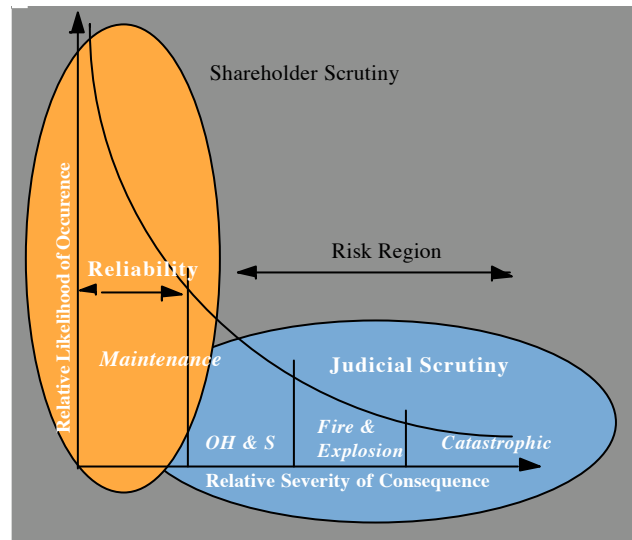 Shareholder Scrutiny
Relative Likelihood of Occurence
Risk Region
Reliability
Maintenance
Judicial Scrutiny
OH & S
Fire &
Explosion
Catastrophic
Relative Severity of Consequence